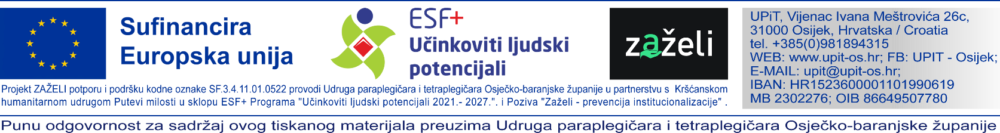 Sufinancira
Europska unija
ESF+
Učinkoviti ljudski
potencijali
zaželi
UPiT, Vijenac Ivana Meštrovića 26c,
31000 Osijek, Hrvatska / Croatia
tel. +385(0)981894315
WEB: www.upit-os.hr; FB: UPIT - Osijek;
E-MAIL: upit@upit-os.hr;
IBAN: HR1523600001101990619
MB 2302276; OIB 86649507780
Projekt ZAŽELI potporu i podršku kodne oznake SF.3.4.11.01.0522 provodi Udruga paraplegičara i tetraplegičara Osječko-baranjske županije u partnerstvu s Kršćanskom
humanitarnom udrugom Putevi milosti u sklopu ESF+ Programa "Učinkoviti ljudski potencijali 2021.- 2027.". i Poziva "Zaželi - prevencija institucionalizacije" .
Punu odgovornost za sadržaj ovog tiskanog materijala preuzima Udruga paraplegičara i tetraplegičara Osječko-baranjske županije